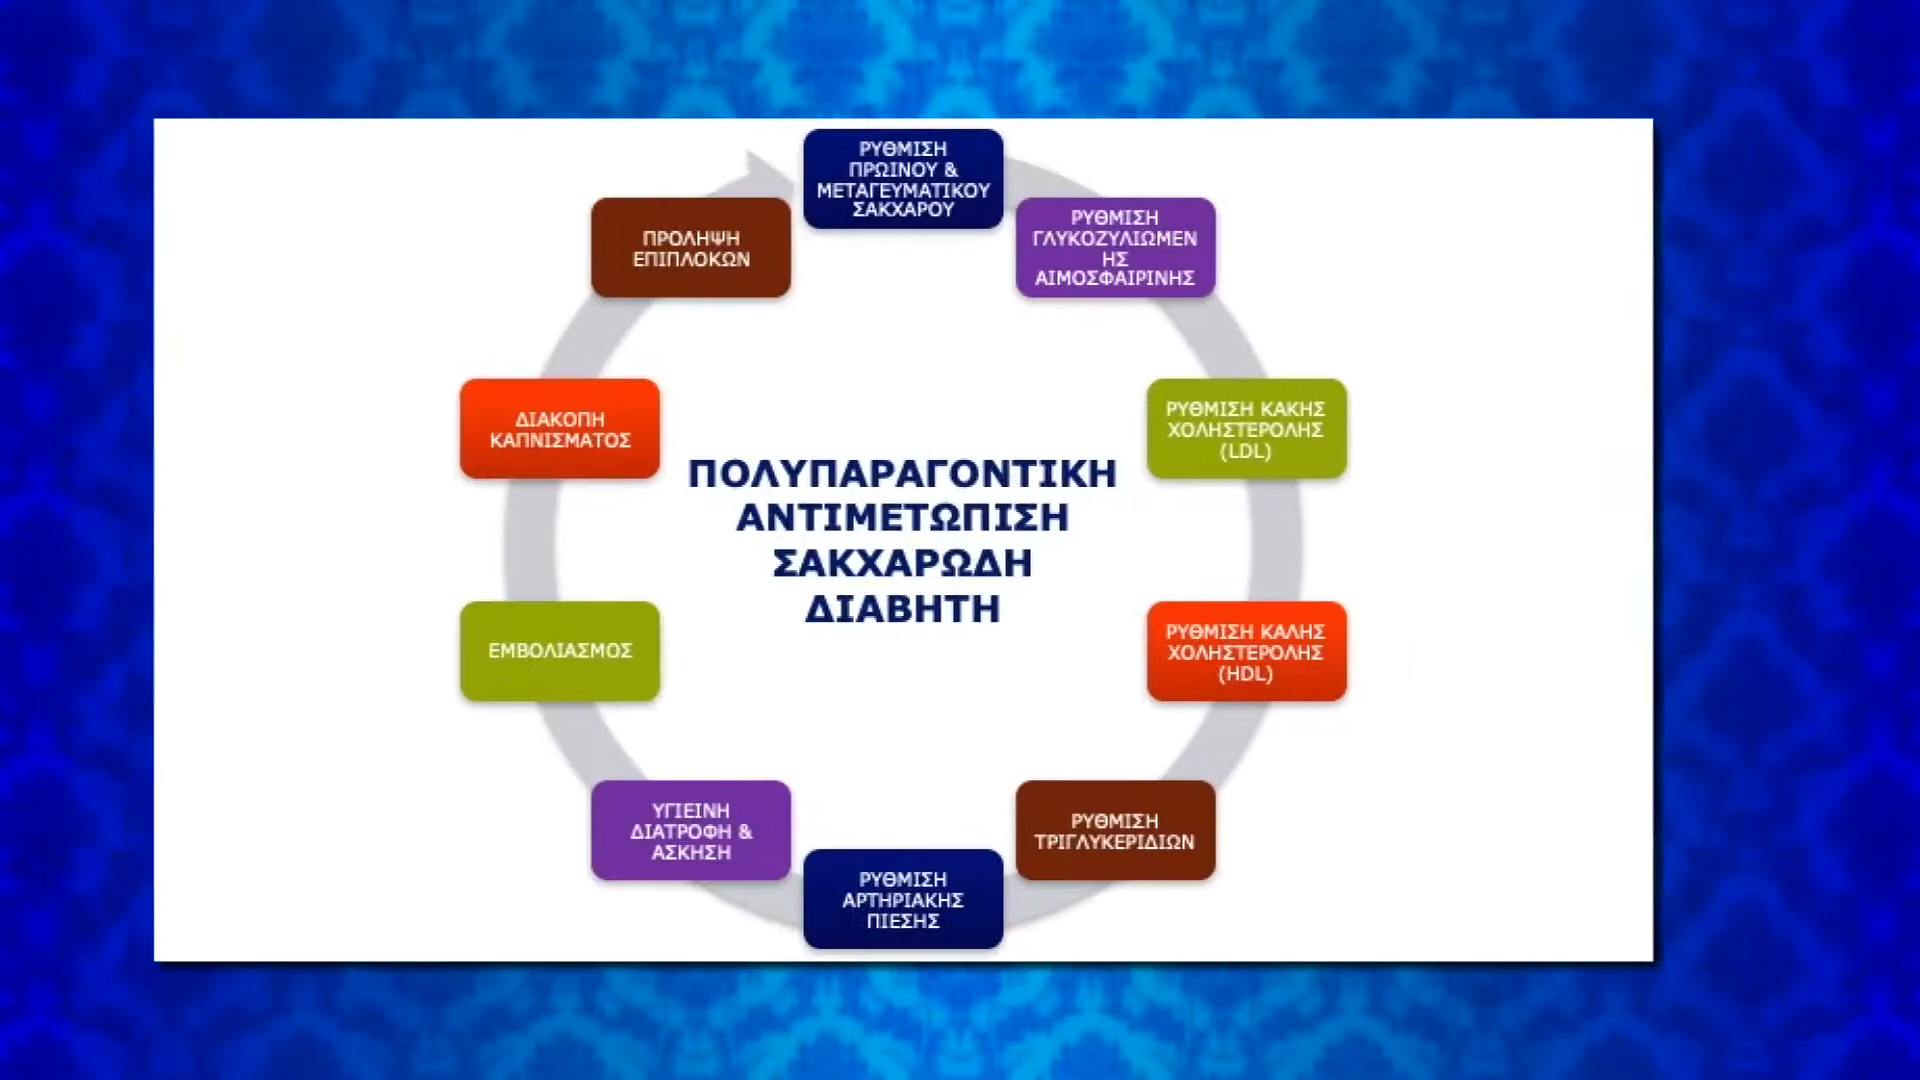 ΡΥΘΜΙΣΗ
ΠΡΩΙΝΟΥ &
ΜΕΤΑΓΕΥΜΑΤΙΚΟΥ
ΣΑΚΧΑΡΟΥ
ΡΥΘΜΙΣΗ
ΓΛΥΚΟΖΥΛΙΩΜΕΝ
ΗΣ
ΑΙΜΟΣΦΑΙΡΙΝΗΣ
ΡΥΘΜΙΣΗ ΚΑΚΗΣ
ΧΟΛΗΣΤΕΡΟΛΗΣ
(LDL)
ΡΥΘΜΙΣΗ ΚΑΛΗΣ
ΧΟΛΗΣΤΕΡΟΛΗΣ
(HDL)
ΡΥΘΜΙΣΗ
ΤΡΙΓΛΥΚΕΡΙΔΙΩΝ
ΡΥΘΜΙΣΗ
ΑΡΤΗΡΙΑΚΗΣ
ΠΙΕΣΗΣ
ΥΓΙΕΙΝΗ
ΔΙΑΤΡΟΦΗ &
ΑΣΚΗΣΗ
ΕΜΒΟΛΙΑΣΜΟΣ
ΔΙΑΚΟΠΗ
ΚΑΠΝΙΣΜΑΤΟΣ
ΠΡΟΛΗΨΗ
ΕΠΙΠΛΟΚΩΝ
ΠΟΛΥΠΑΡΑΓΟΝΤΙΚΗ
ΑΝΤΙΜΕΤΩΠΙΣΗ
ΣΑΚΧΑΡΩΔΗ
ΔΙΑΒΗΤΗ